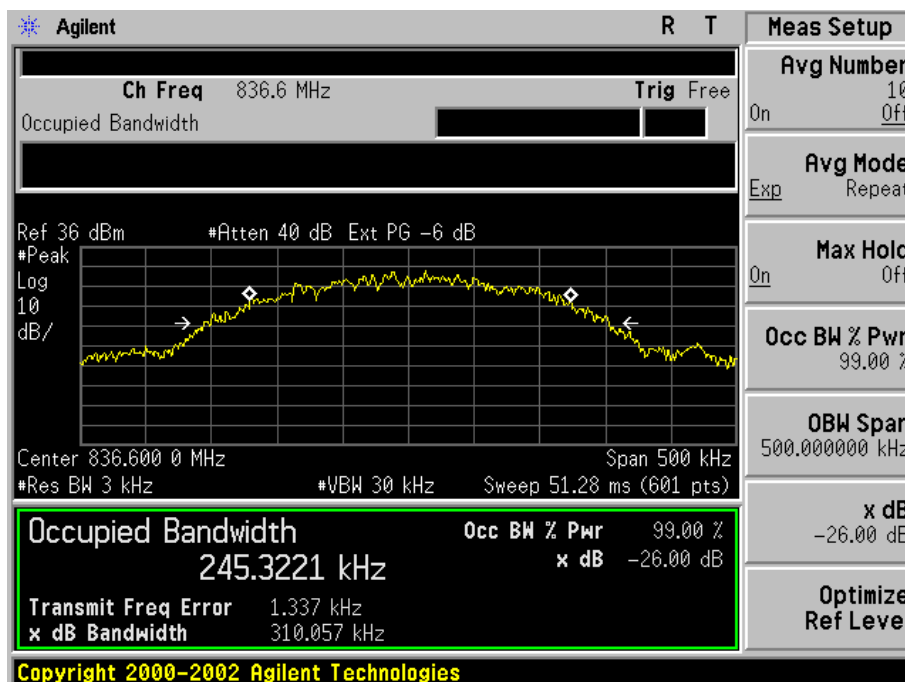 Agilent R T
Meas Setup
Ch Freq 836.6 MHz Trig Free
Occupied Bandwidth
Avg Number
10
On Off
Avg Mode
Exp Repeat
Max Hold
On Off
Occ BW % Pwr
99.00 %
OBW Span
500.000000 kHz
x dB
-26.00 dB
Optimize
Ref Level
Ref 36 dBm #Atten 40 dB Ext PG -6 dB
#Peak
Log
10
dB/
Center 836.600 0 MHz Span 500 kHz
#Res BW 3 kHz #VBW 30 kHz Sweep 51.28 ms (601 pts)
Occupied Bandwidth
245.3221 kHz
Occ BW % Pwr 99.00 %
x dB -26.00 dB
Transmit Freq Error 1.337 kHz
x dB Bandwidth 310.057 kHz
Copyright 2000-2002 Agilent Technologies